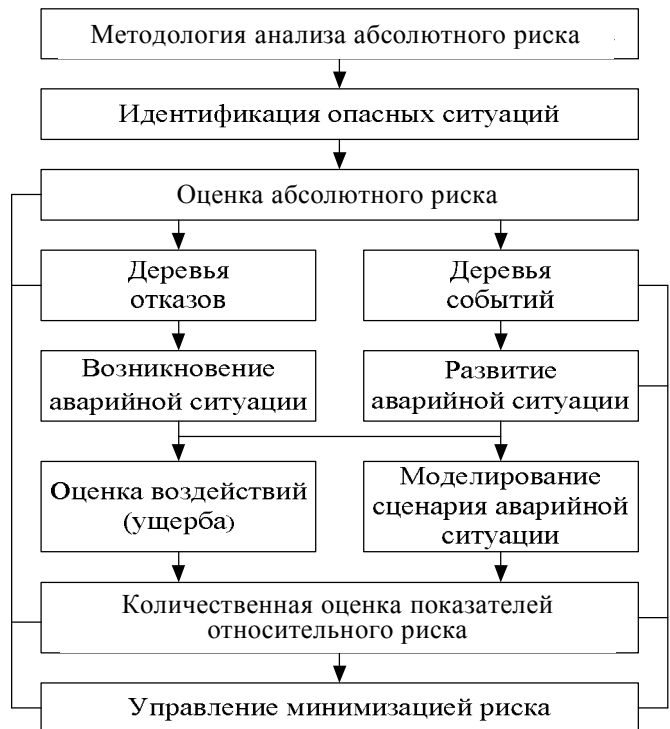 Методология анализа абсолютного риска
Идентификация опасных ситуаций
Оценка абсолютного риска
Деревья
отказов
Деревья
событий
Возникновение
аварийной ситуации
Развитие
аварийной ситуации
Оценка воздействий
(ущерба)
Моделирование
сценария аварийной
ситуации
Количественная оценка показателей
относительного риска
Управление минимизацией риска